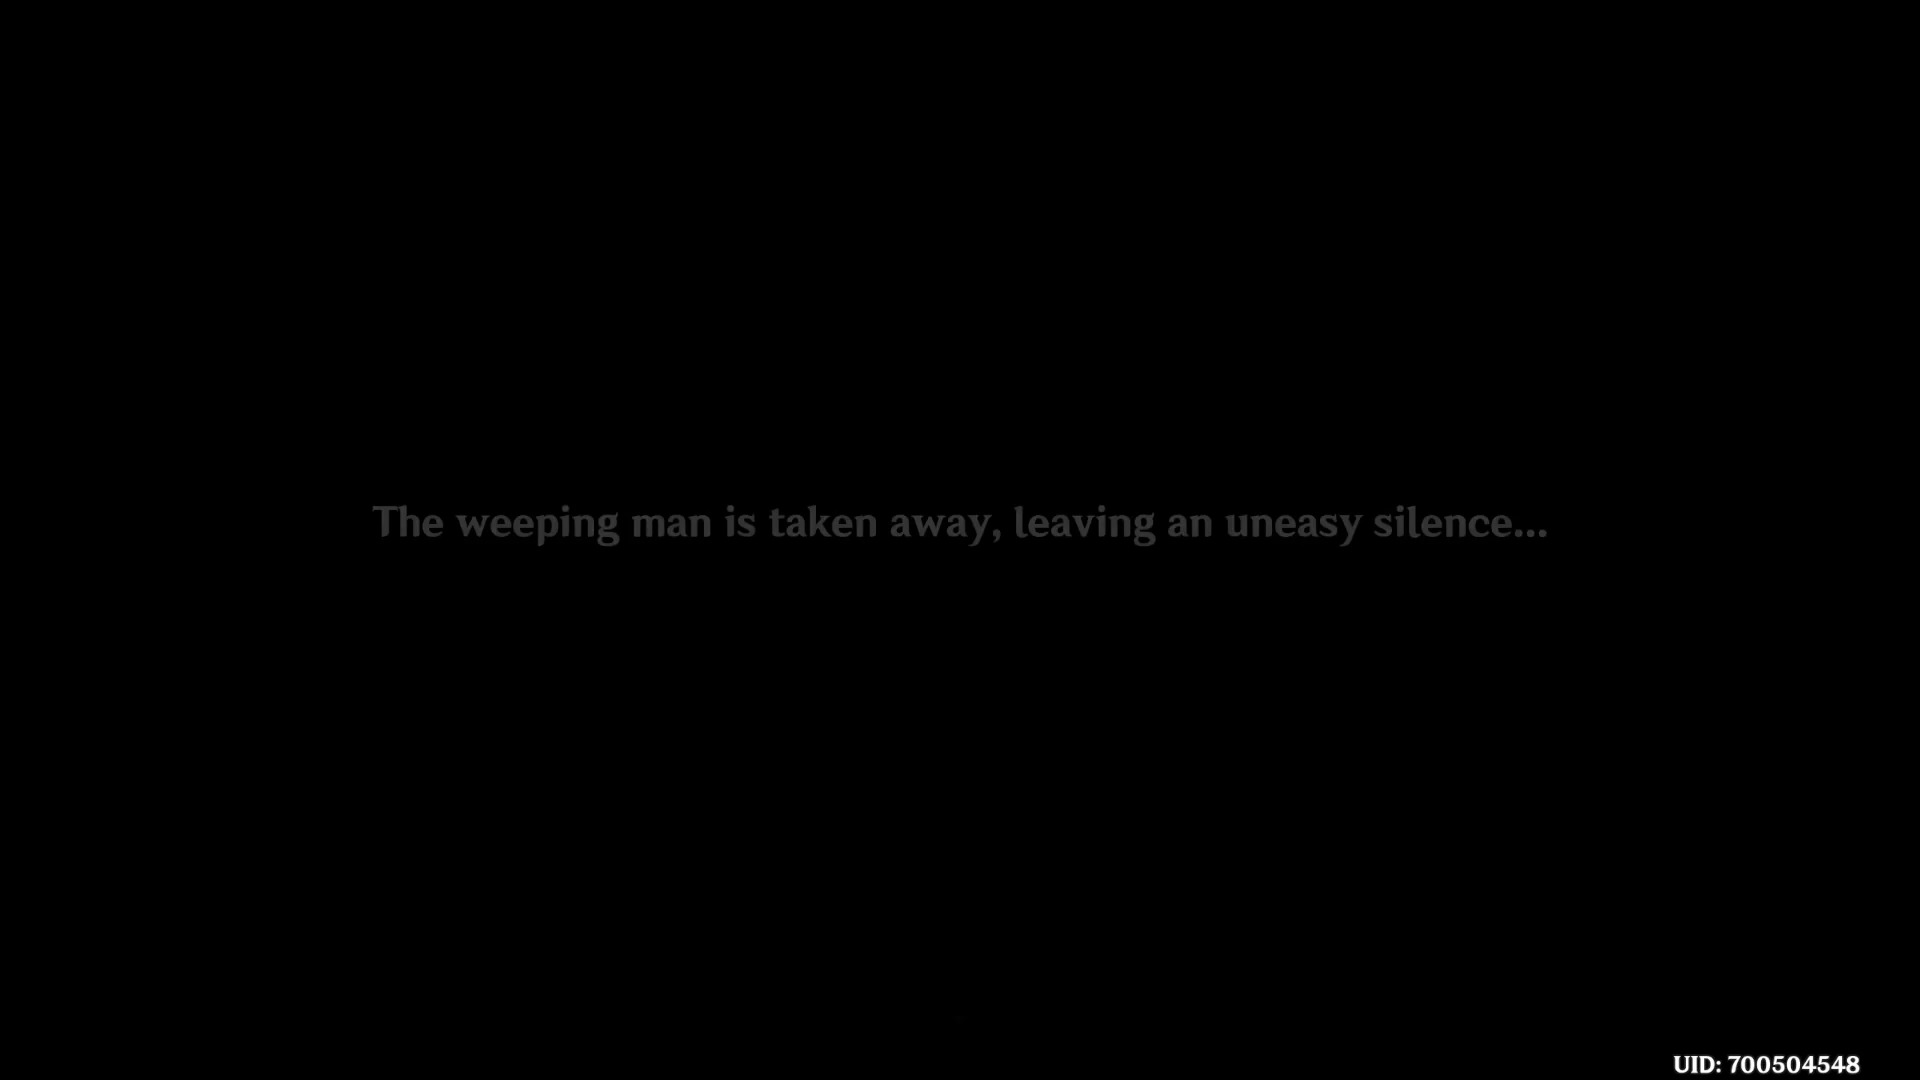 The weeping man is taken away, leaving an uneasy silence...
UID: 700504548